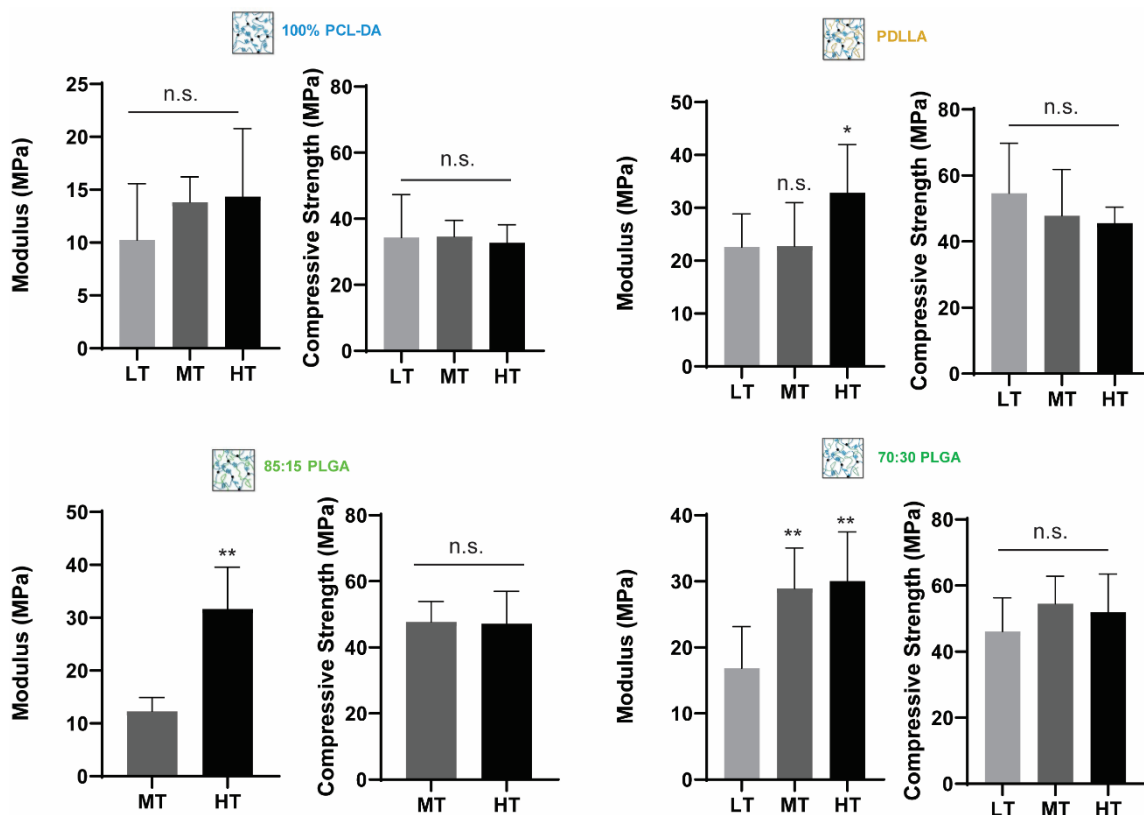 100% PCL-DA
Modulus (MPa)
25
20
15
10
5
0
n.s.
LT MT HT
Compressive Strength (MPa)
80
60
40
20
0
n.s.
LT MT HT
PDLLA
Modulus (MPa)
50
40
30
20
10
0
n.s.
*
LT MT HT
Compressive Strength (MPa)
80
60
40
20
0
n.s.
LT MT HT
85:15 PLGA
Modulus (MPa)
50
40
30
20
10
0
**
MT HT
Compressive Strength (MPa)
80
60
40
20
0
n.s.
MT HT
70:30 PLGA
Modulus (MPa)
40
30
20
10
0
** **
LT MT HT
Compressive Strength (MPa)
80
60
40
20
0
n.s.
LT MT HT